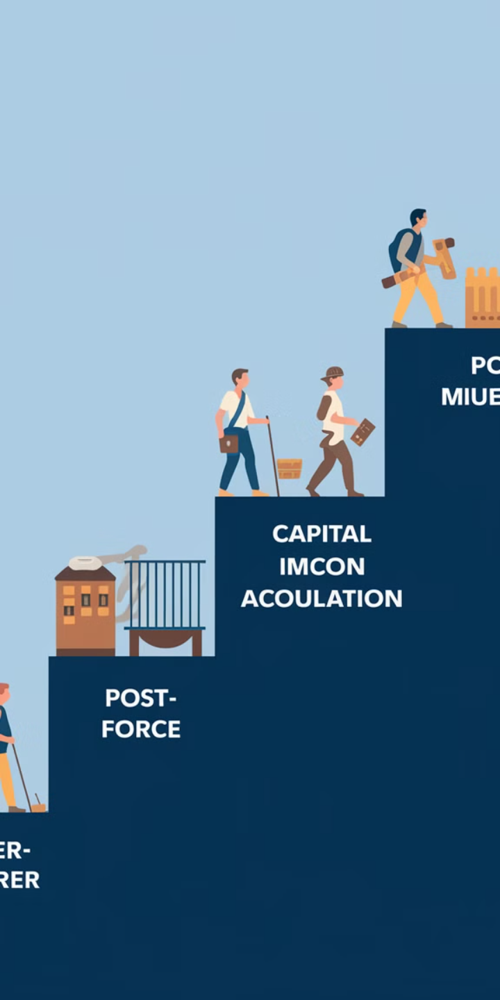 PO
MIUE
CAPITAL
IMCON
ACOULATION
POST-
FORCE
ER-
RER